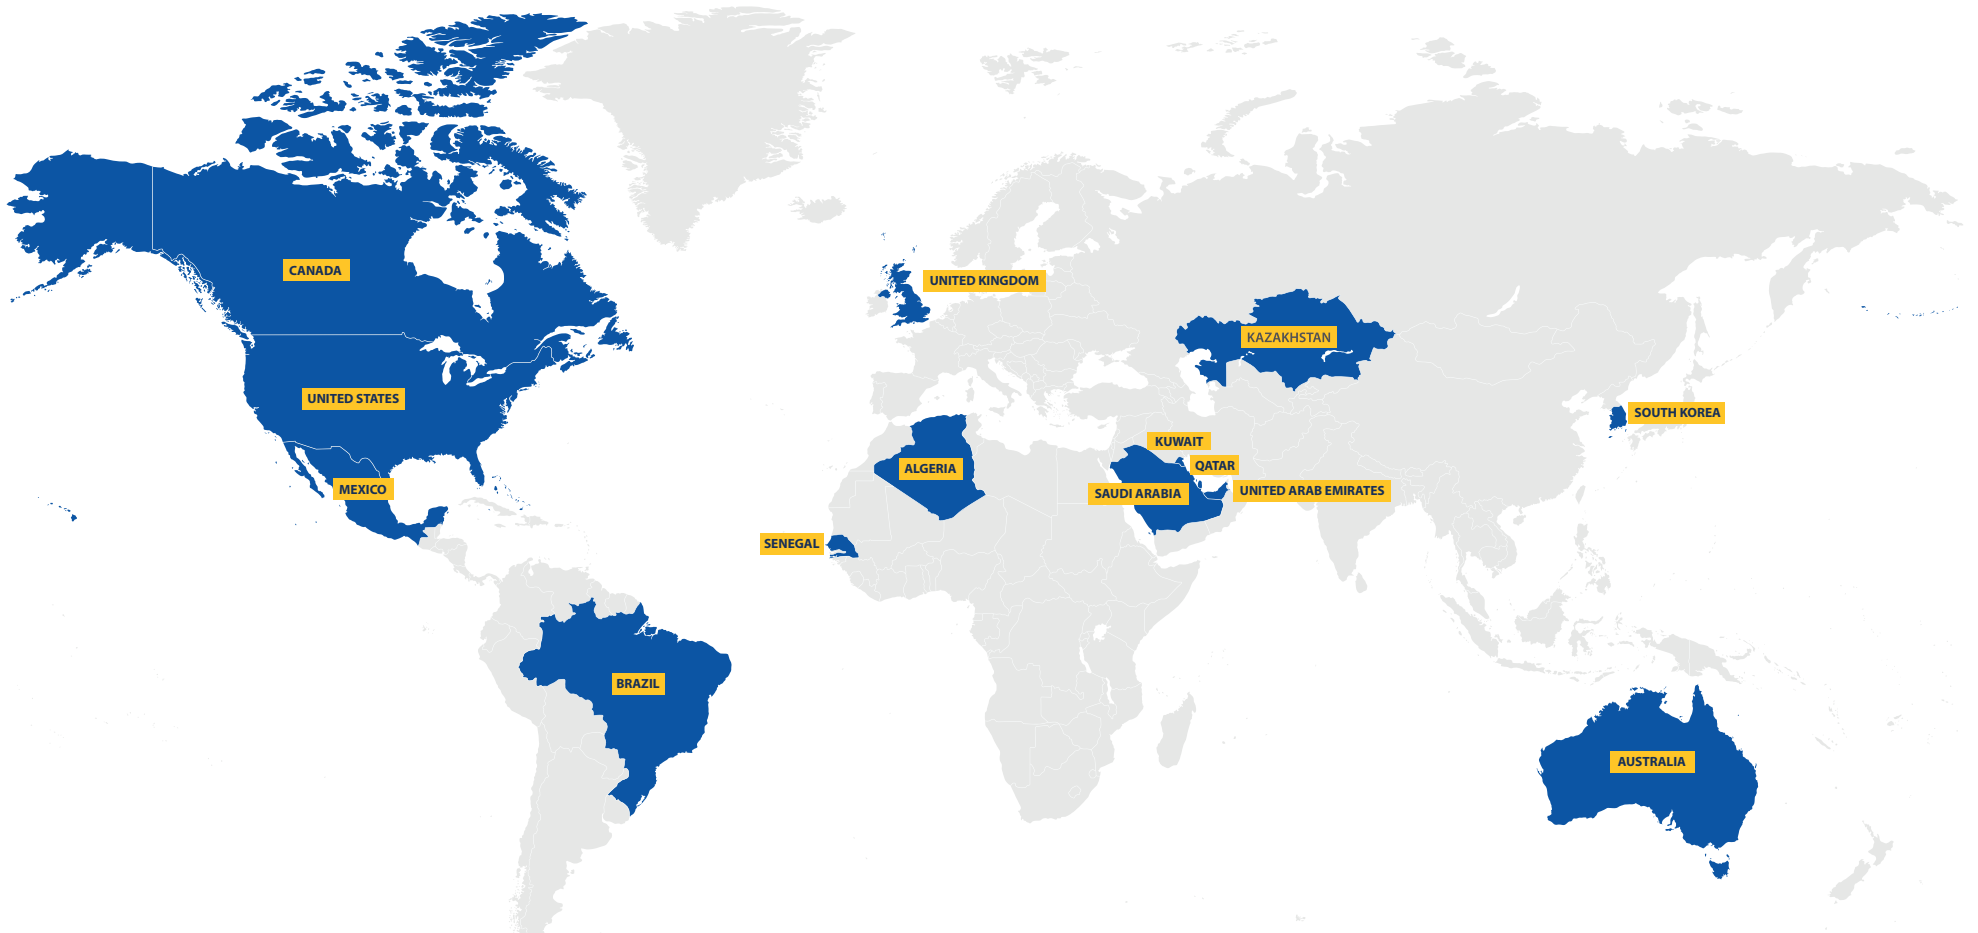 CANADA
UNITED KINGDOM
KAZAKHSTAN
UNITED STATES
SOUTH KOREA
KUWAIT
QATAR
ALGERIA
MEXICO
SAUDI ARABIA
UNITED ARAB EMIRATES
SENEGAL
BRAZIL
AUSTRALIA